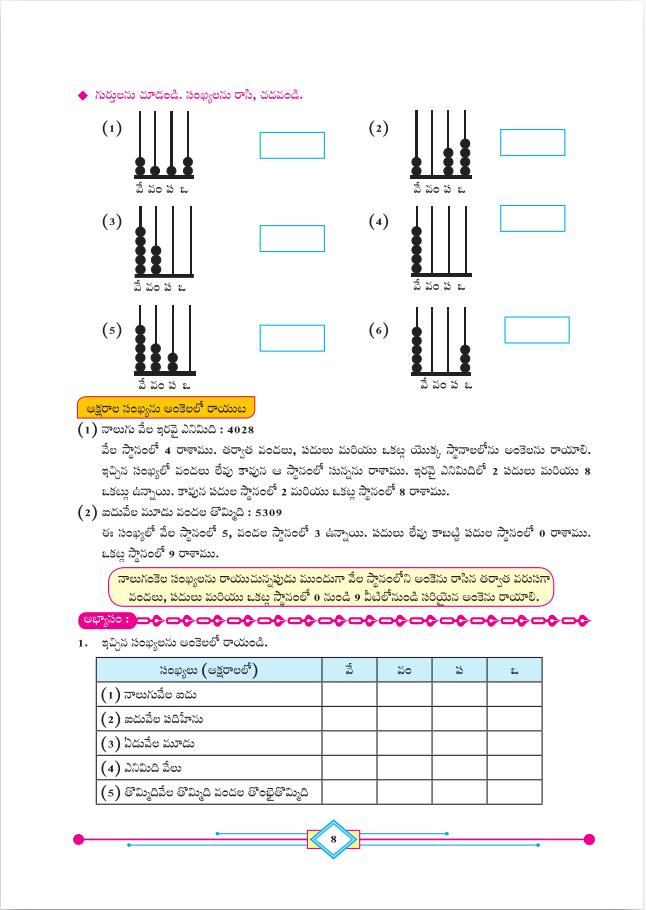 ◆ గుర్తులను చూడండి. సంఖ్యలను రాసి, చదవండి.
(1) (2)
వే వం ప ఒ వే వం ప ఒ
(3) (4)
వే వం ప ఒ వే వం ప ఒ
(5) (6)
వే వం ప ఒ వే వం ప ఒ
అక్షరాల సంఖ్యను అంకెలలో రాయుట
(1) నాలుగు వేల ఇరవై ఎనిమిది : 4028
వేల స్థానంలో 4 రాశాము. తర్వాత వందలు, పదులు మరియు ఒకట్ల యొక్క స్థానాలలోను అంకెలను రాయాలి.
ఇచ్చిన సంఖ్యలో వందలు లేవు కావున ఆ స్థానంలో సున్నను రాశాము. ఇరవై ఎనిమిదిలో 2 పదులు మరియు 8
ఒకట్లు ఉన్నాయి. కావున పదుల స్థానంలో 2 మరియు ఒకట్ల స్థానంలో 8 రాశాము.
(2) ఐదువేల మూడు వందల తొమ్మిది : 5309
ఈ సంఖ్యలో వేల స్థానంలో 5, వందల స్థానంలో 3 ఉన్నాయి. పదులు లేవు కాబట్టి పదుల స్థానంలో 0 రాశాము.
ఒకట్ల స్థానంలో 9 రాశాము.
నాలుగంకెల సంఖ్యలను రాయుచున్నపుడు ముందుగా వేల స్థానంలోని అంకెను రాసిన తర్వాత వరుసగా
వందలు, పదులు మరియు ఒకట్ల స్థానంలో 0 నుండి 9 వీటిలోనుండి సరియైన అంకెను రాయాలి.
అభ్యాసం :
1. ఇచ్చిన సంఖ్యలను అంకెలలో రాయండి.
సంఖ్యలు (అక్షరాలలో) వే వం ప ఒ
(1) నాలుగువేల ఐదు
(2) ఐదువేల పదిహేను
(3) ఏడువేల మూడు
(4) ఎనిమిది వేలు
(5) తొమ్మిదివేల తొమ్మిది వందల తొంభైతొమ్మిది
8